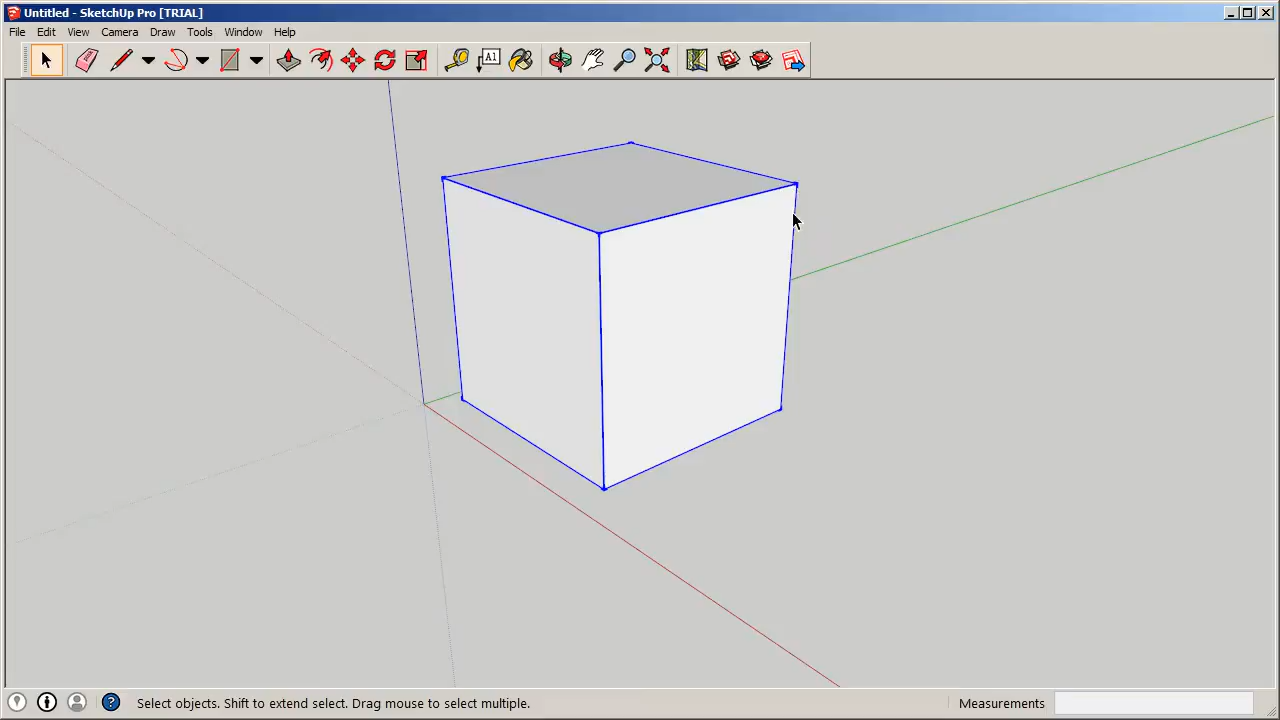 Untitled - SketchUp Pro [TRIAL]
File Edit View Camera Draw Tools Window Help
A1
Select objects. Shift to extend select. Drag mouse to select multiple.
Measurements